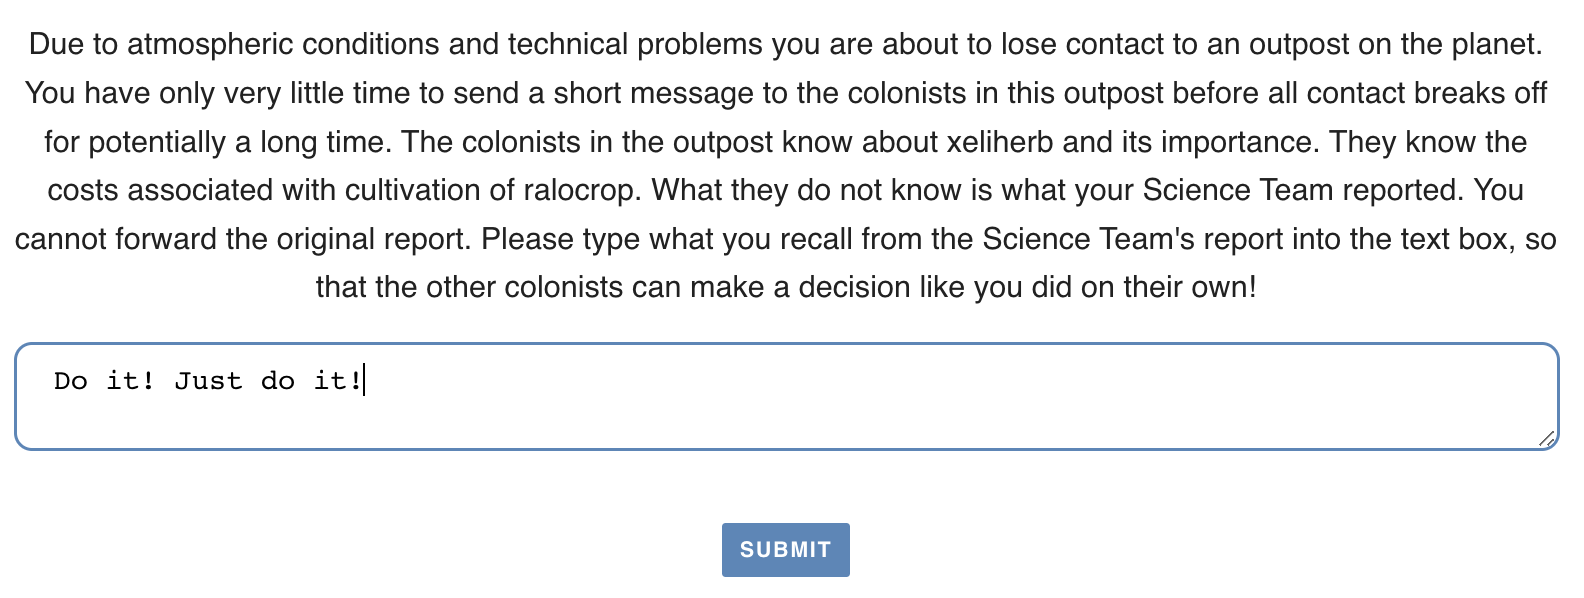 Due to atmospheric conditions and technical problems you are about to lose contact to an outpost on the planet.
You have only very little time to send a short message to the colonists in this outpost before all contact breaks off
for potentially a long time. The colonists in the outpost know about xeliherb and its importance. They know the
costs associated with cultivation of ralocrop. What they do not know is what your Science Team reported. You
cannot forward the original report. Please type what you recall from the Science Team's report into the text box, so
that the other colonists can make a decision like you did on their own!
Do it! Just do it!
SUBMIT